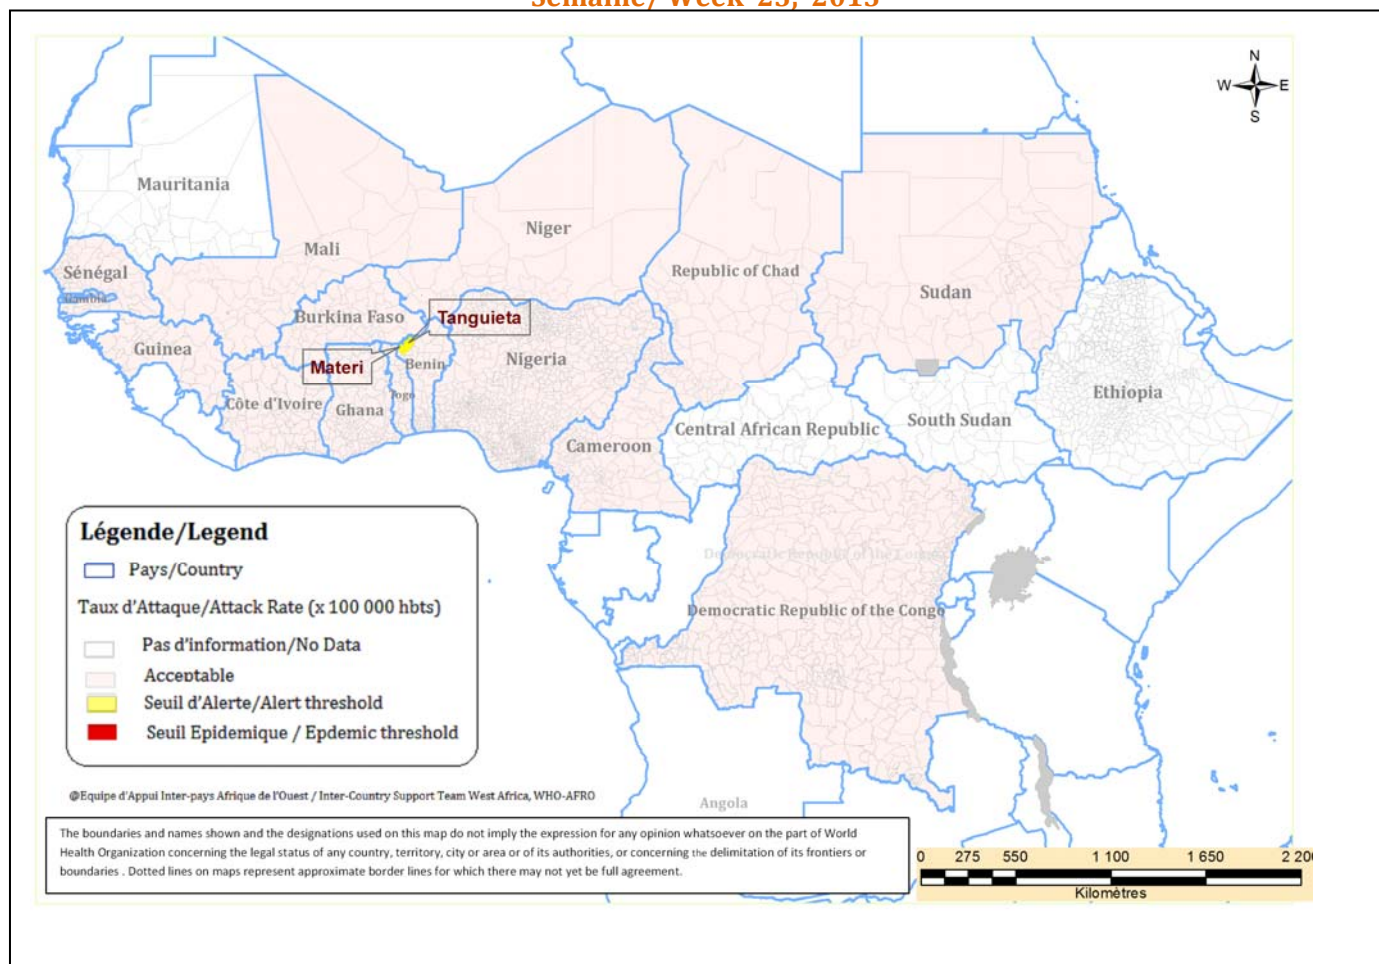 Semaine/ Week 25, 2015
N
W E
S
Mauritania
Mali
Niger
Republic of Chad
Sudan
Sénégal
Gambia
Burkina Faso
Tanguieta
Guinea
Materi
Benin
Nigeria
Côte d'Ivoire
Ghana
Togo
Cameroon
Central African Republic
South Sudan
Ethiopia
Democratic Republic of the Congo
Democratic Republic of the Congo
Angola
Légende/Legend
Pays/Country
Taux d'Attaque/Attack Rate (x 100 000 hbts)
Pas d'information/No Data
Acceptable
Seuil d'Alerte/Alert threshold
Seuil Epidemique / Epdemic threshold
@Equipe d'Appui Inter-pays Afrique de l'Ouest / Inter-Country Support Team West Africa, WHO-AFRO
The boundaries and names shown and the designations used on this map do not imply the expression for any opinion whatsoever on the part of World
Health Organization concerning the legal status of any country, territory, city or area or of its authorities, or concerning the delimitation of its frontiers or
boundaries . Dotted lines on maps represent approximate border lines for which there may not yet be full agreement.
0 275 550 1 100 1 650 2 20
Kilomètres